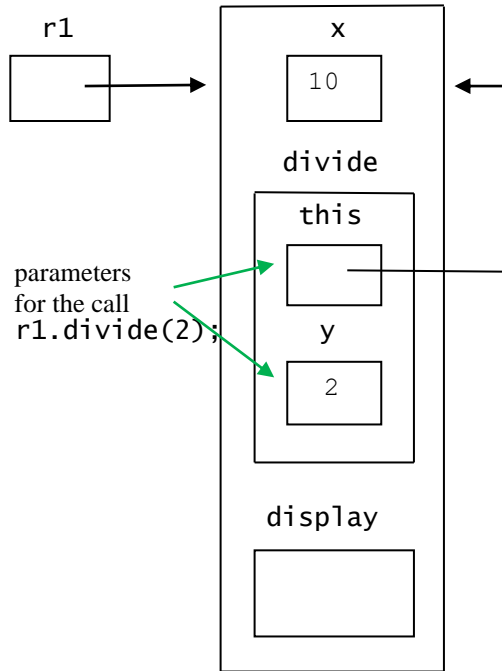 r1
x
10
divide
this
parameters
for the call
r1.divide(2);
y
2
display